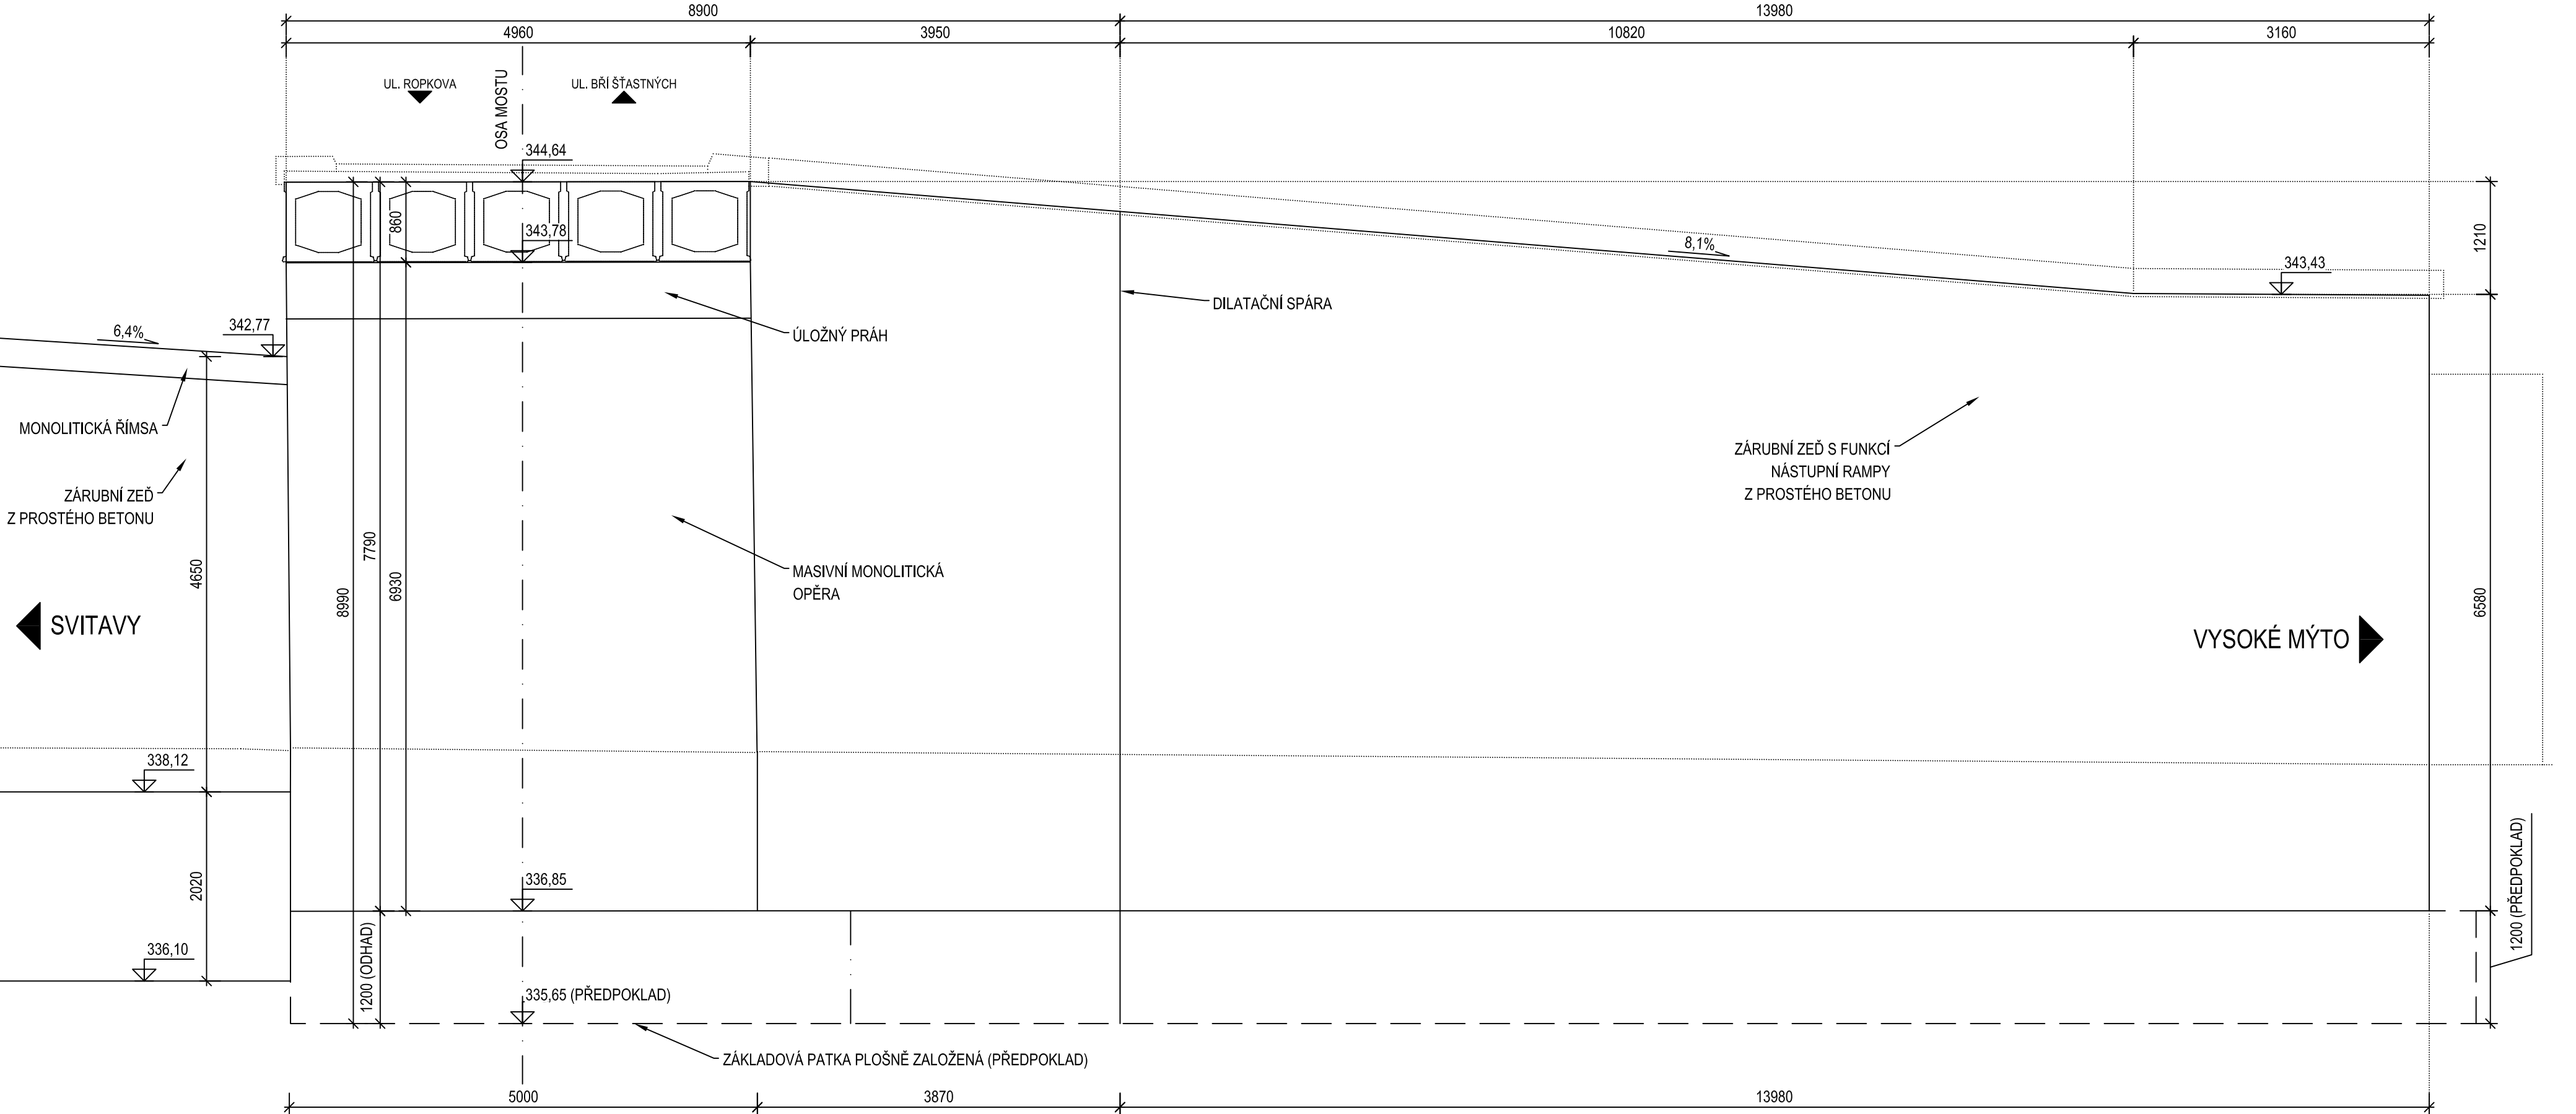 8900
13980
4960
3950
10820
3160
UL. ROPKOVA
OSA MOSTU
UL. BŘÍ ŠŤASTNÝCH
344,64
860
343,78
8,1%
1210
343,43
DILATAČNÍ SPÁRA
6,4%
342,77
ÚLOŽNÝ PRÁH
MONOLITICKÁ ŘÍMSA
ZÁRUBNÍ ZEĎ
Z PROSTÉHO BETONU
ZÁRUBNÍ ZEĎ S FUNKCÍ
NÁSTUPNÍ RAMPY
Z PROSTÉHO BETONU
4650
8990
7790
6930
MASIVNÍ MONOLITICKÁ
OPĚRA
6580
SVITAVY
VYSOKÉ MÝTO
338,12
2020
336,85
336,10
1200 (ODHAD)
1200 (PŘEDPOKLAD)
335,65 (PŘEDPOKLAD)
ZÁKLADOVÁ PATKA PLOŠNĚ ZALOŽENÁ (PŘEDPOKLAD)
5000
3870
13980